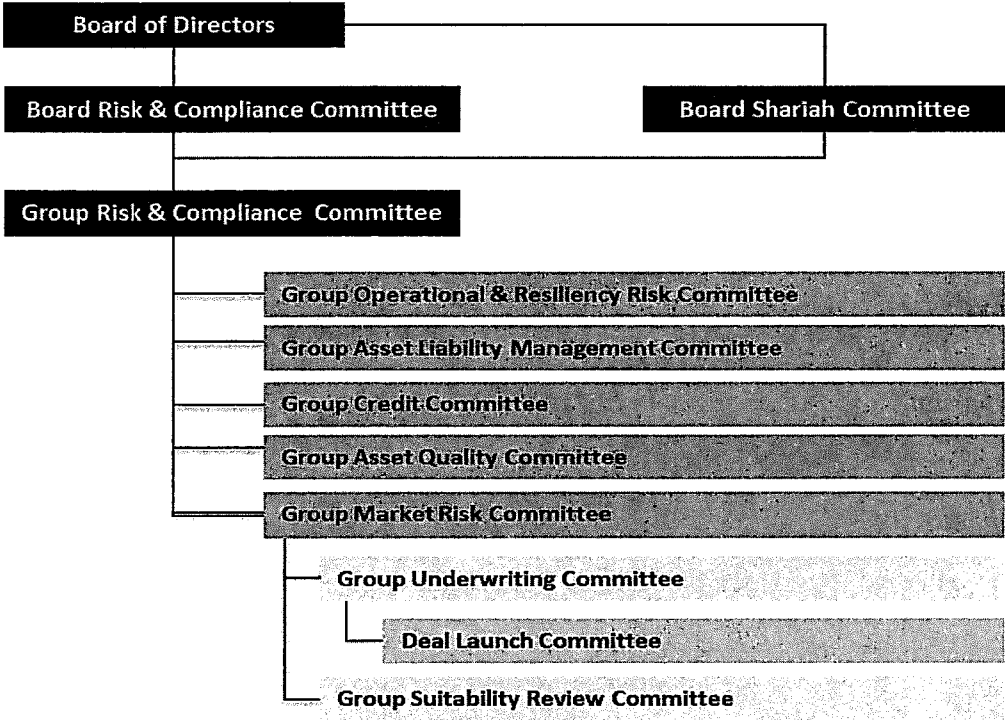 Board of Directors
Board Risk & Compliance Committee
Board Shariah Committee
Group Risk & Compliance Committee
Group Operational & Resiliency Risk Committee
Group Asset Liability Management Committee
Group Credit Committee
Group Asset Quality Committee
Group Market Risk Committee
Group Underwriting Committee
Deal Launch Committee
Group Suitability Review Committee